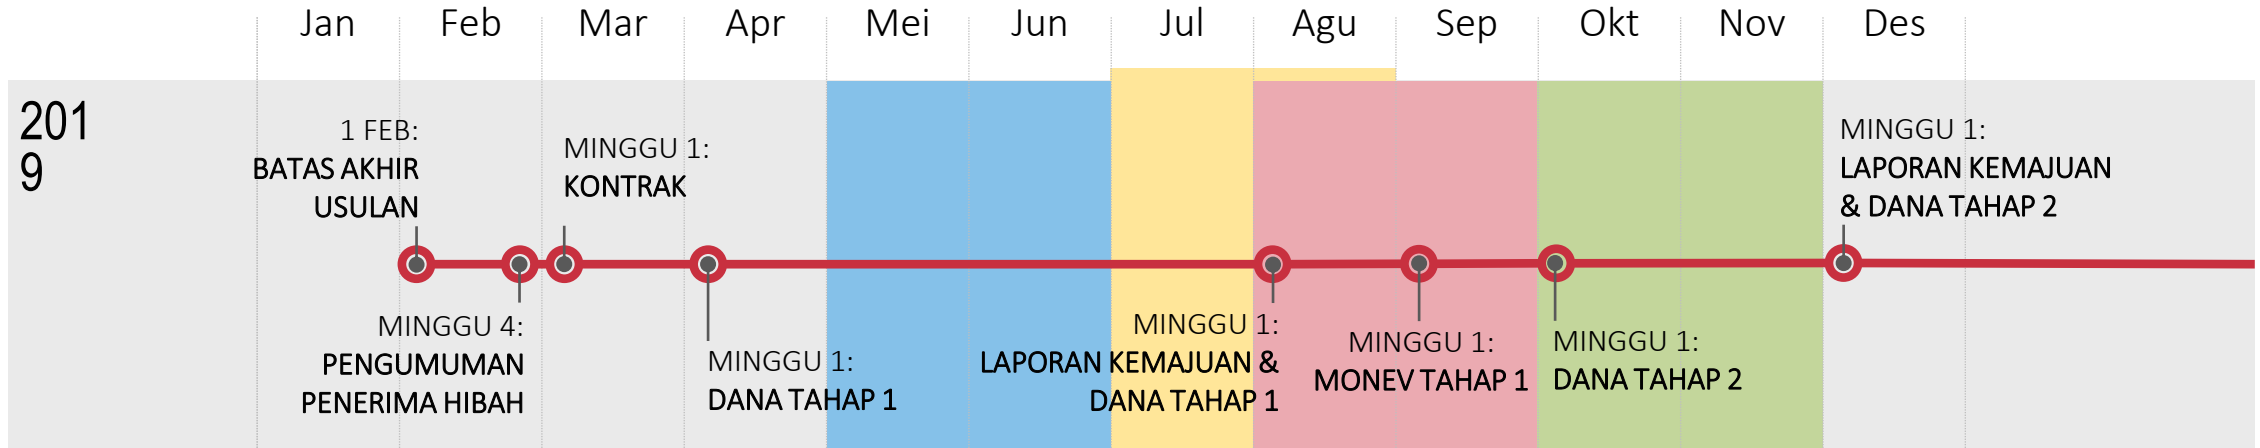 Jan Feb Mar Apr Mei Jun Jul Agu Sep Okt Nov Des
201
9
1 FEB:
BATAS AKHIR
USULAN
MINGGU 4:
PENGUMUMAN
PENERIMA HIBAH
MINGGU 1:
KONTRAK
MINGGU 1:
DANA TAHAP 1
MINGGU 1:
LAPORAN KEMAJUAN &
DANA TAHAP 1
MINGGU 1:
MONEV TAHAP 1
MINGGU 1:
DANA TAHAP 2
MINGGU 1:
LAPORAN KEMAJUAN
& DANA TAHAP 2